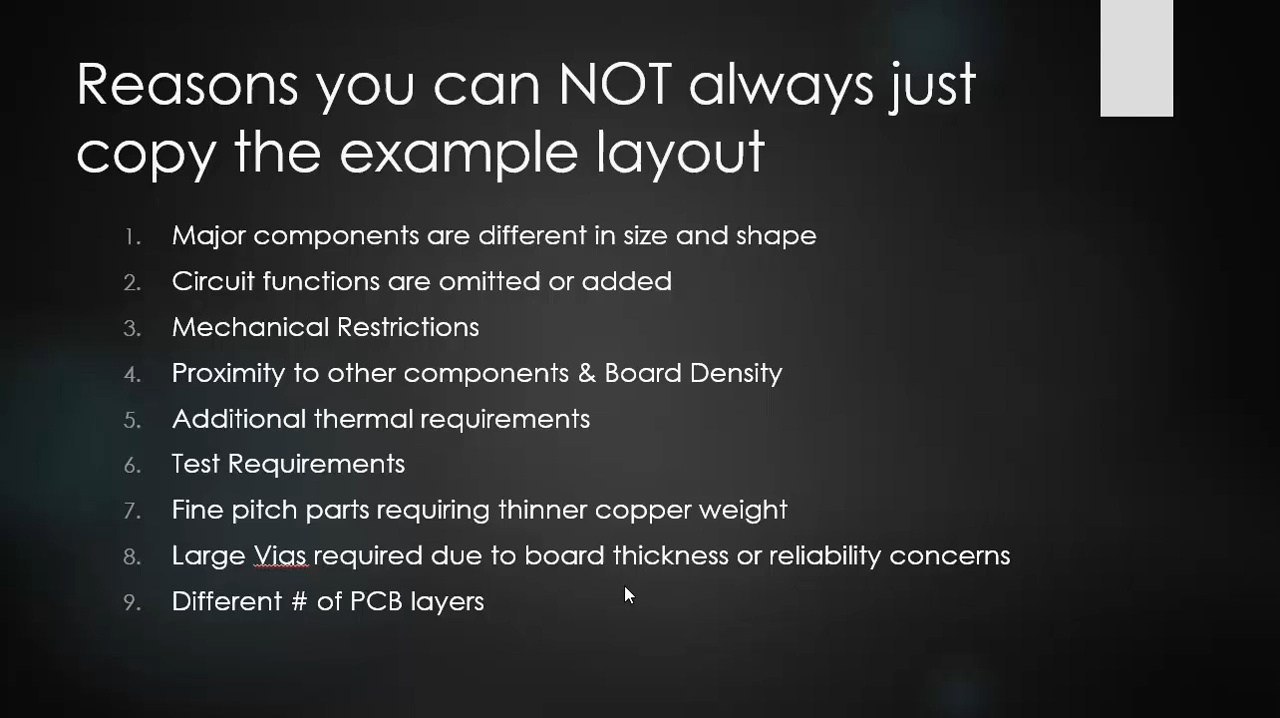 Reasons you can NOT always just
copy the example layout
1. Major components are different in size and shape
2. Circuit functions are omitted or added
3. Mechanical Restrictions
4. Proximity to other components & Board Density
5. Additional thermal requirements
6. Test Requirements
7. Fine pitch parts requiring thinner copper weight
8. Large Vias required due to board thickness or reliability concerns
9. Different # of PCB layers